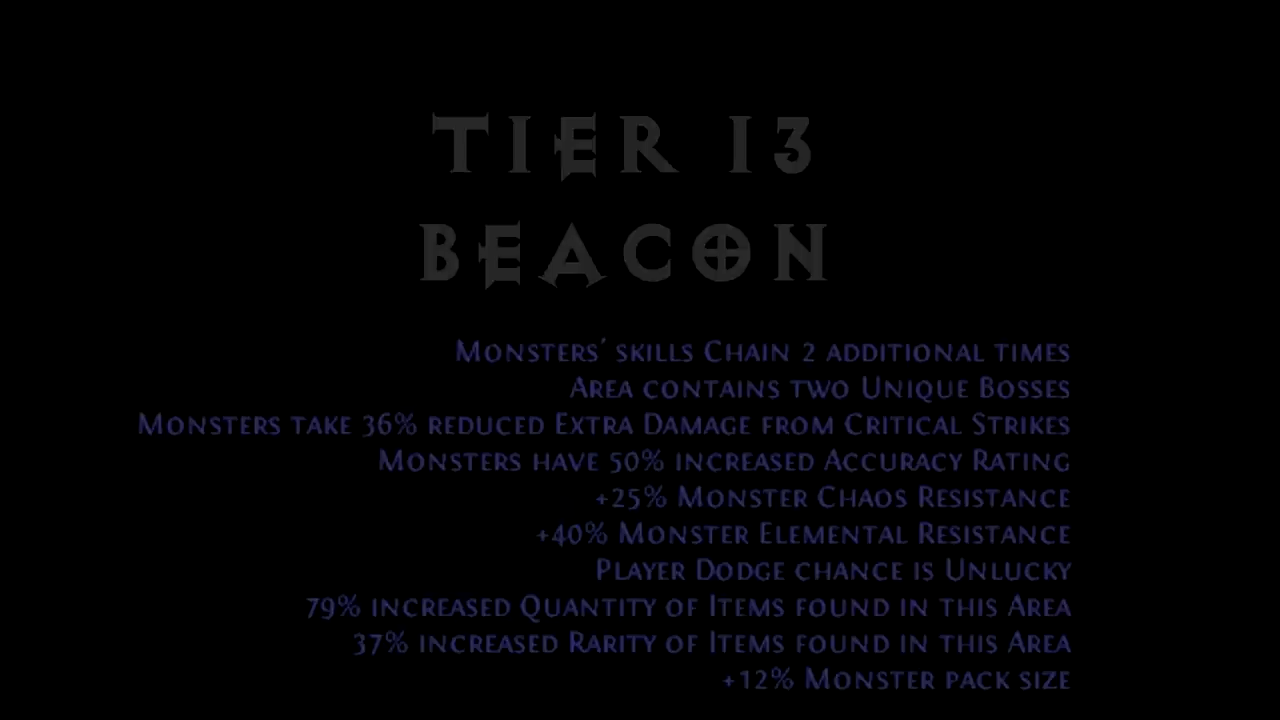 TIER 13
BEACON
MONSTERS' SKILLS CHAIN 2 ADDITIONAL TIMES
AREA CONTAINS TWO UNIQUE BOSSES
MONSTERS TAKE 36% REDUCED EXTRA DAMAGE FROM CRITICAL STRIKES
MONSTERS HAVE 50% INCREASED ACCURACY RATING
+25% MONSTER CHAOS RESISTANCE
+40% MONSTER ELEMENTAL RESISTANCE
PLAYER DODGE CHANCE IS UNLUCKY
79% INCREASED QUANTITY OF ITEMS FOUND IN THIS AREA
37% INCREASED RARITY OF ITEMS FOUND IN THIS AREA
+12% MONSTER PACK SIZE